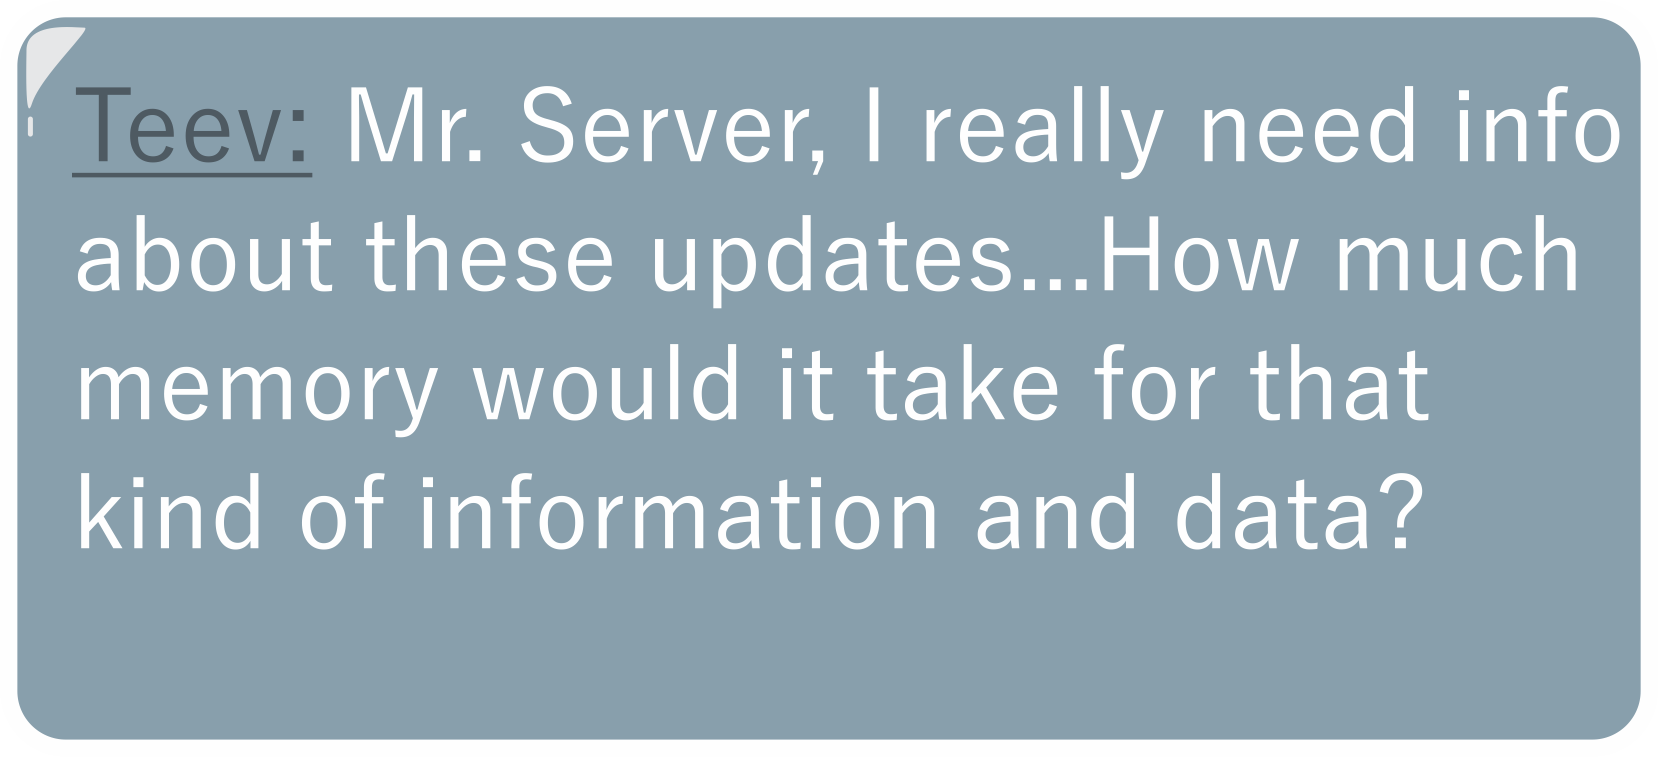 Teev: Mr. Server, I really need info
about these updates...How much
memory would it take for that
kind of information and data?